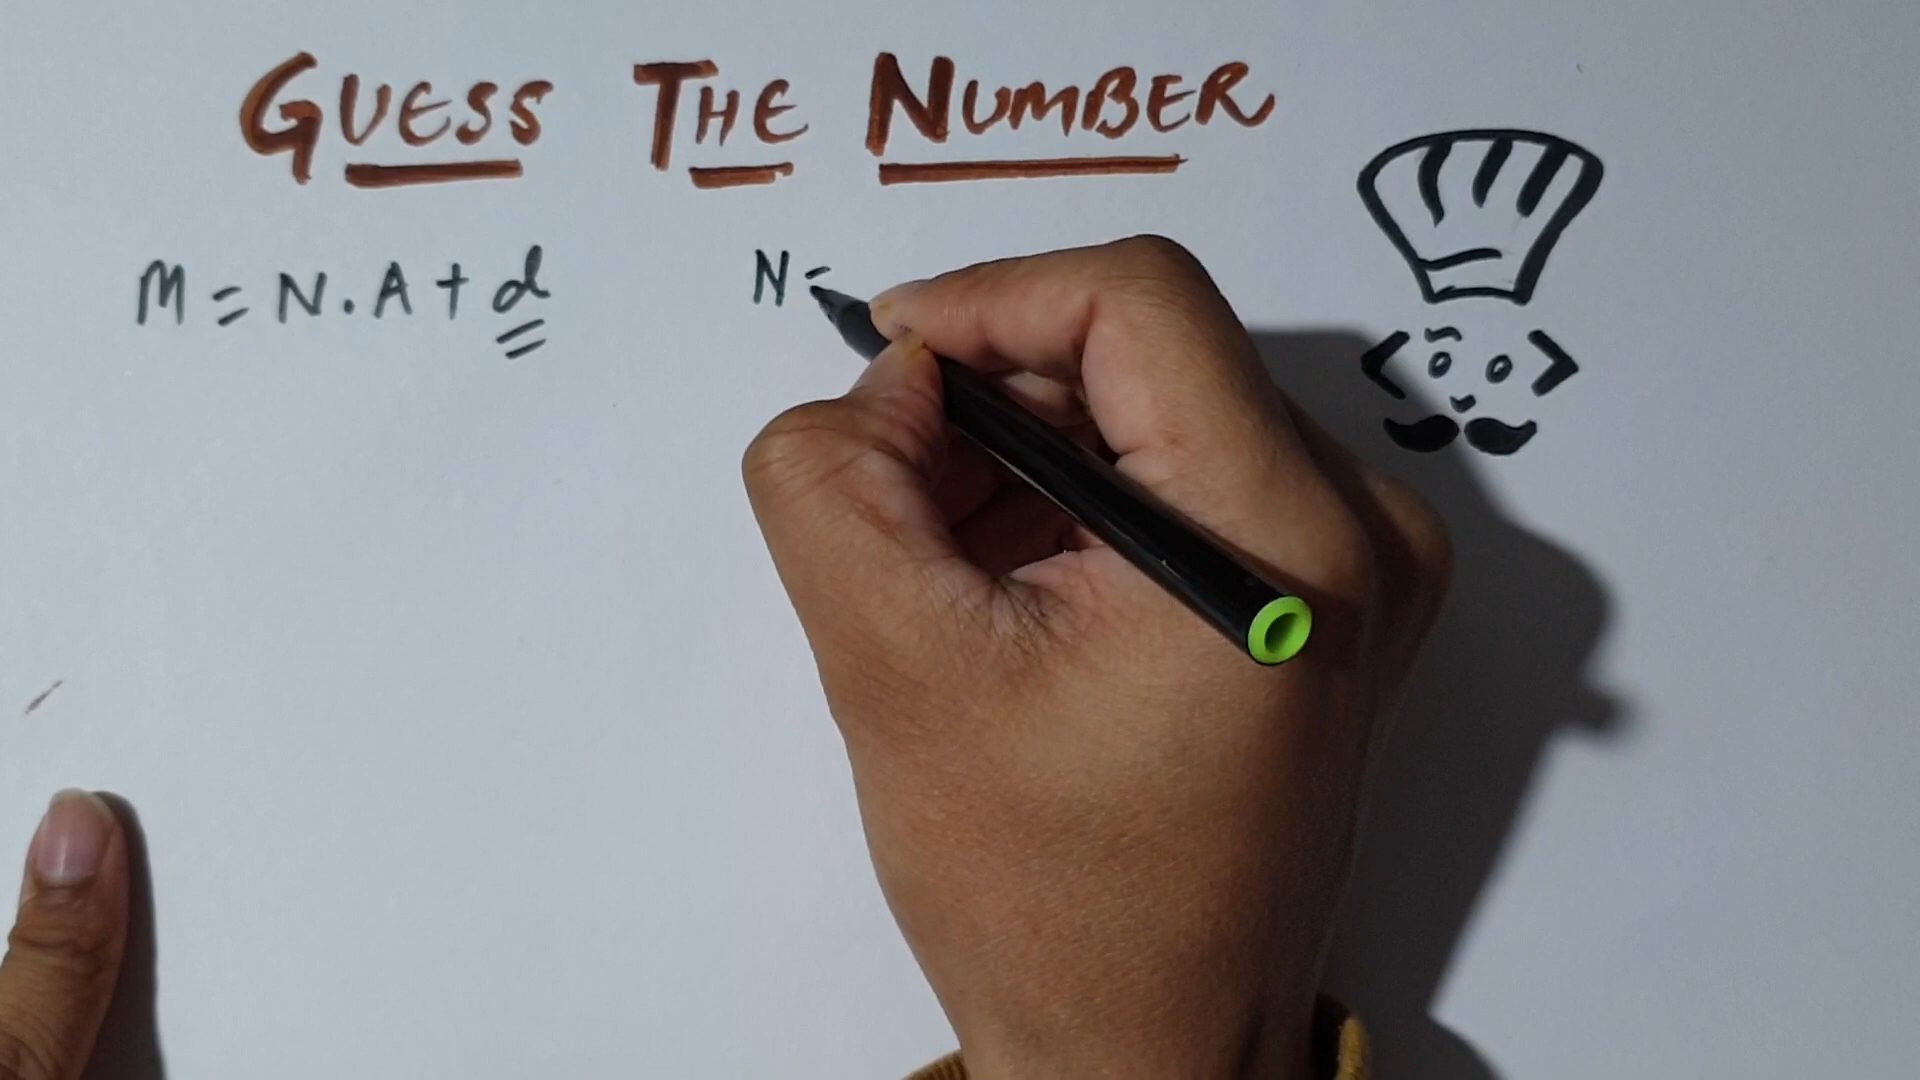 GUESS THE NUMBER
M = N . A + d
N =